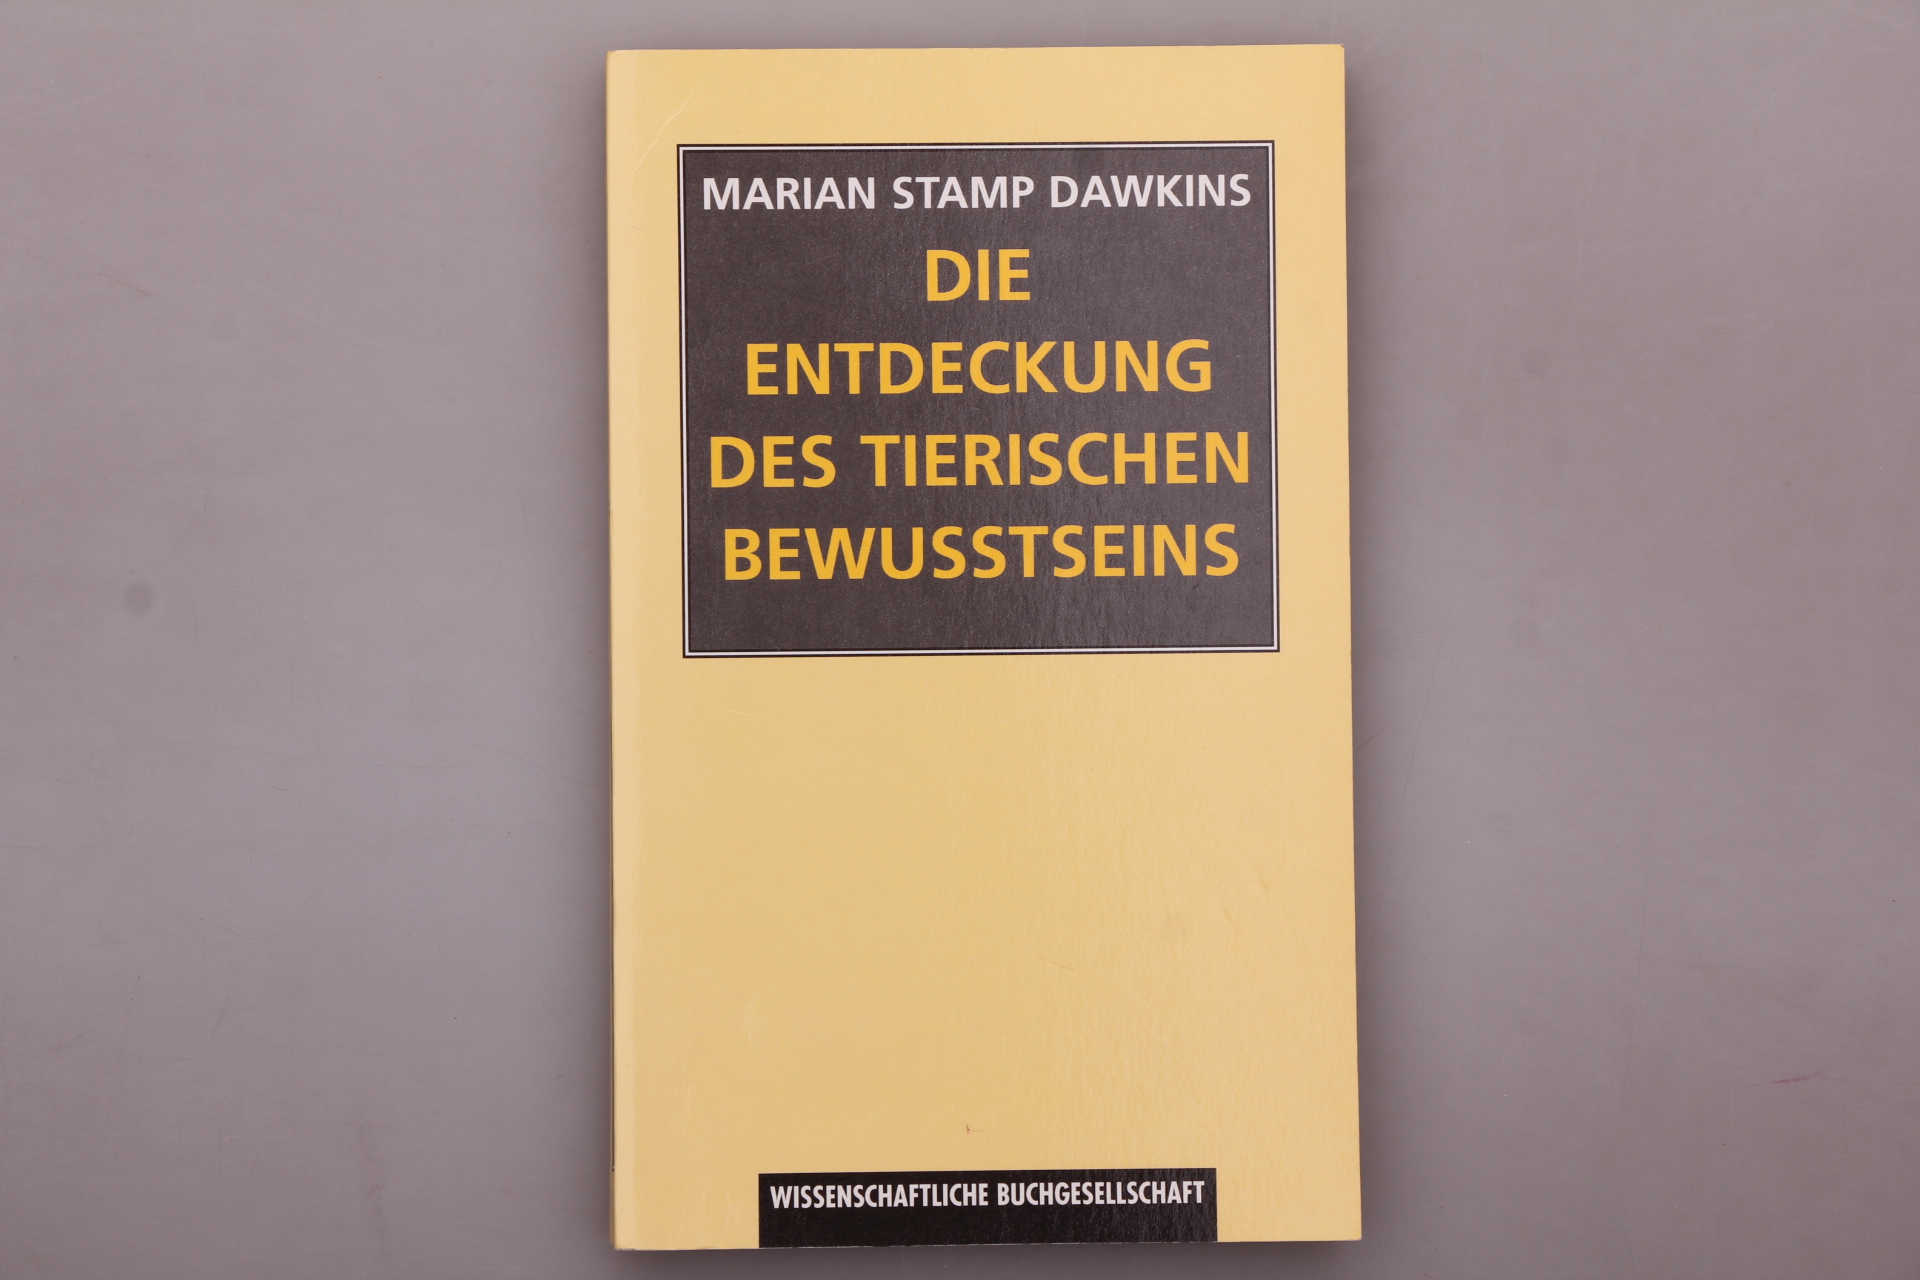 MARIAN STAMP DAWKINS
DIE
ENTDECKUNG
DES TIERISCHEN
BEWUSSTSEINS
WISSENSCHAFTLICHE BUCHGESELLSCHAFT